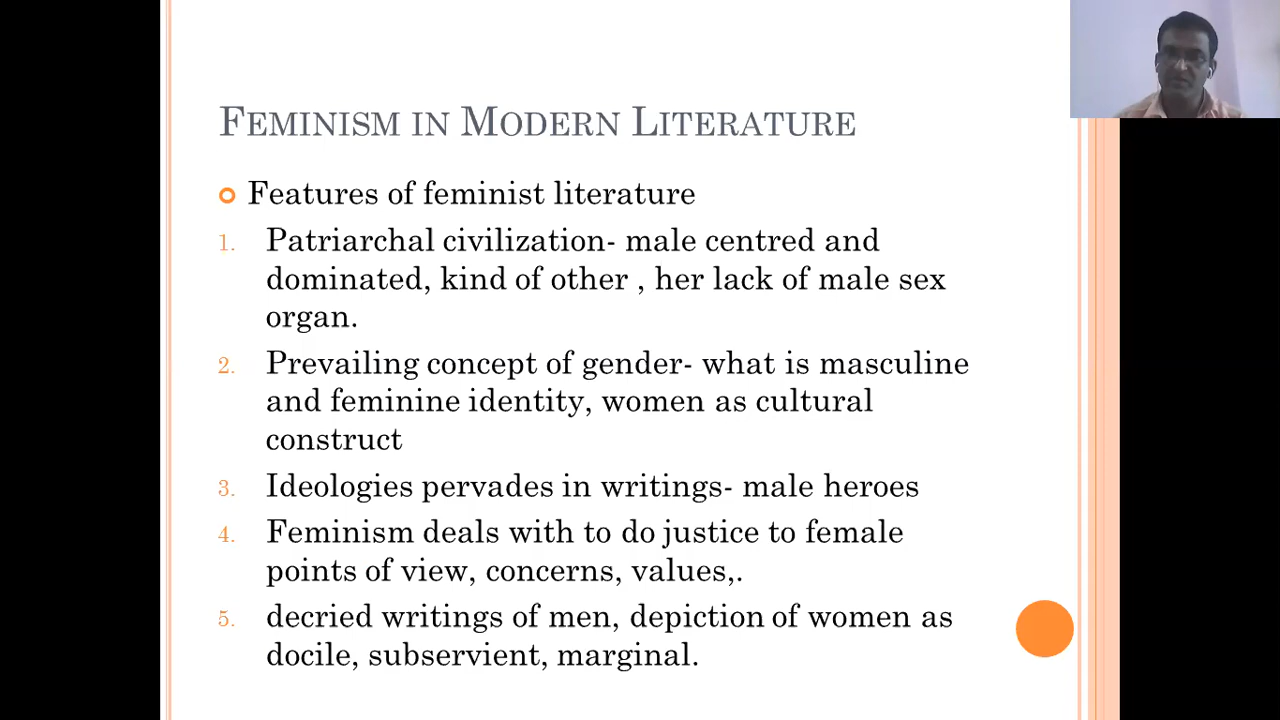 Feminism in Modern Literature
Features of feminist literature
1. Patriarchal civilization- male centred and
dominated, kind of other , her lack of male sex
organ.
2. Prevailing concept of gender- what is masculine
and feminine identity, women as cultural
construct
3. Ideologies pervades in writings- male heroes
4. Feminism deals with to do justice to female
points of view, concerns, values,.
5. decried writings of men, depiction of women as
docile, subservient, marginal.